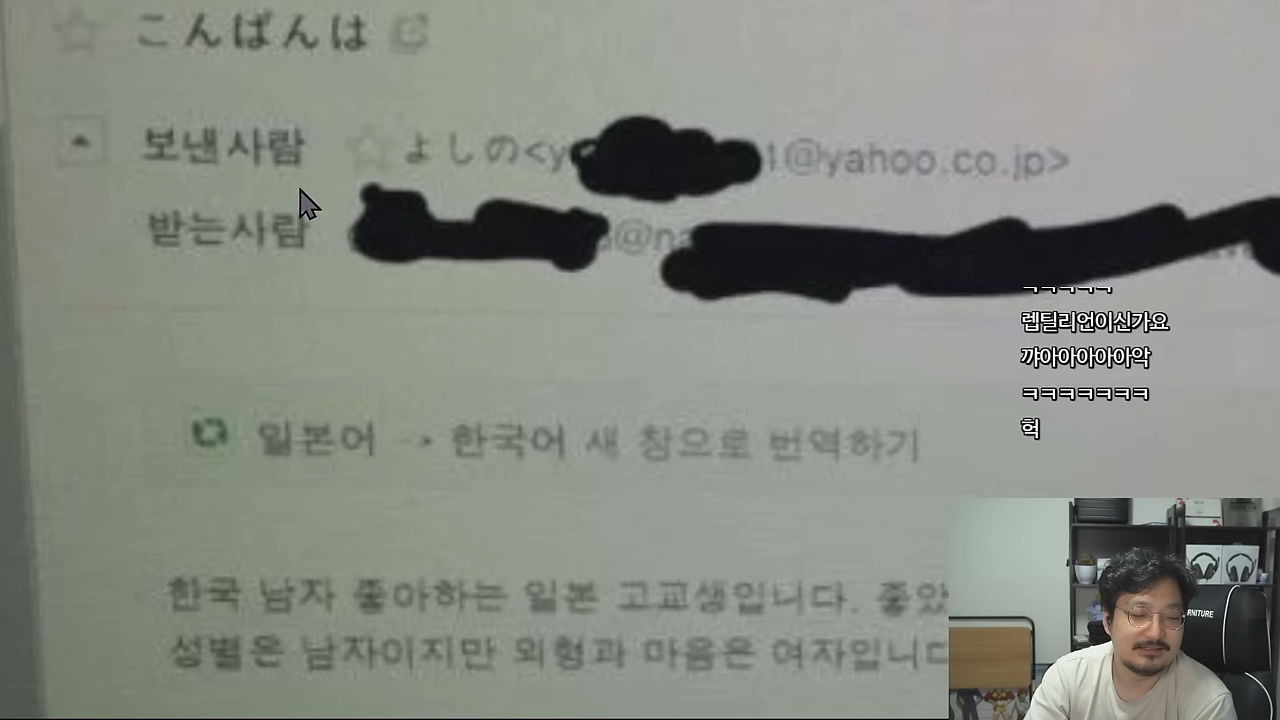 こんばんは
보낸사람 よしの<y 1@yahoo.co.jp>
받는사람 @na
일본어 → 한국어 새 창으로 번역하기
한국 남자 좋아하는 일본 고교생입니다. 좋았
성별은 남자이지만 외형과 마음은 여자입니다
렙틸리언이신가요
꺄아아아아아악
ㅋㅋㅋㅋㅋㅋㅋ
헉
RNITURE